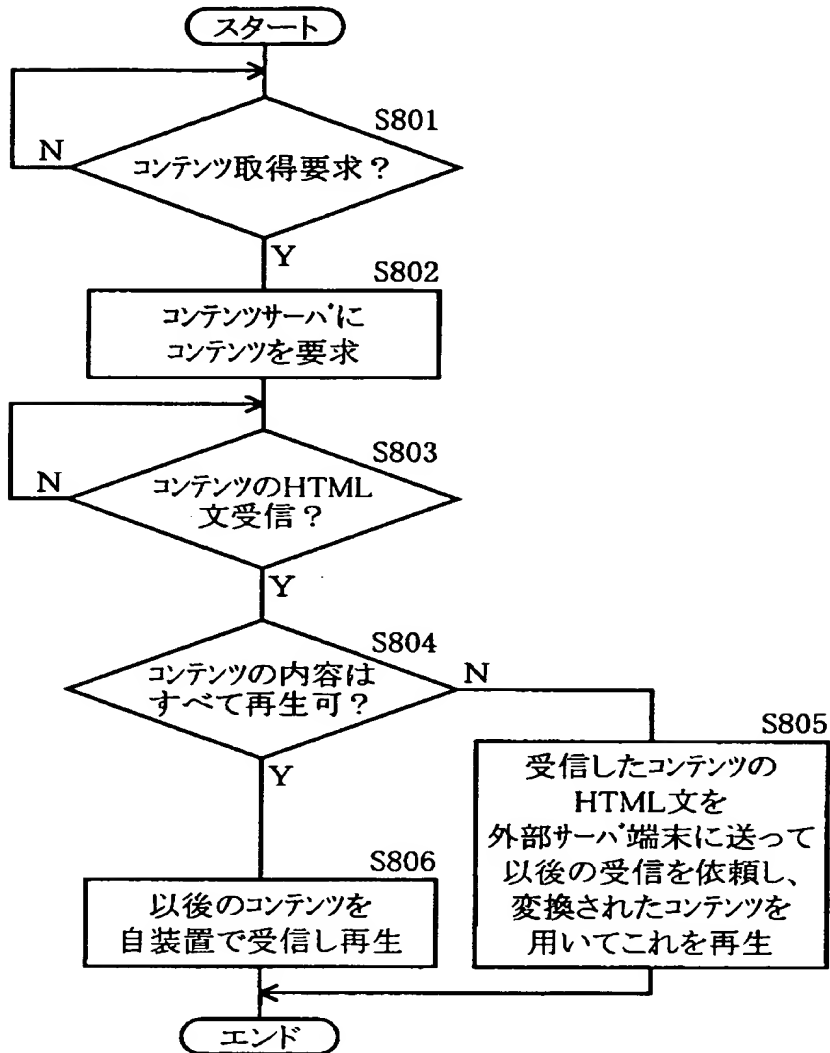 スタート
S801
N
コンテンツ取得要求？
Y
S802
コンテンツサーバに
コンテンツを要求
S803
N
コンテンツのHTML
文受信？
Y
S804
コンテンツの内容は
すべて再生可？
N
Y
S805
受信したコンテンツの
HTML文を
外部サーバ端末に送って
以後の受信を依頼し、
変換されたコンテンツを
用いてこれを再生
S806
以後のコンテンツを
自装置で受信し再生
エンド